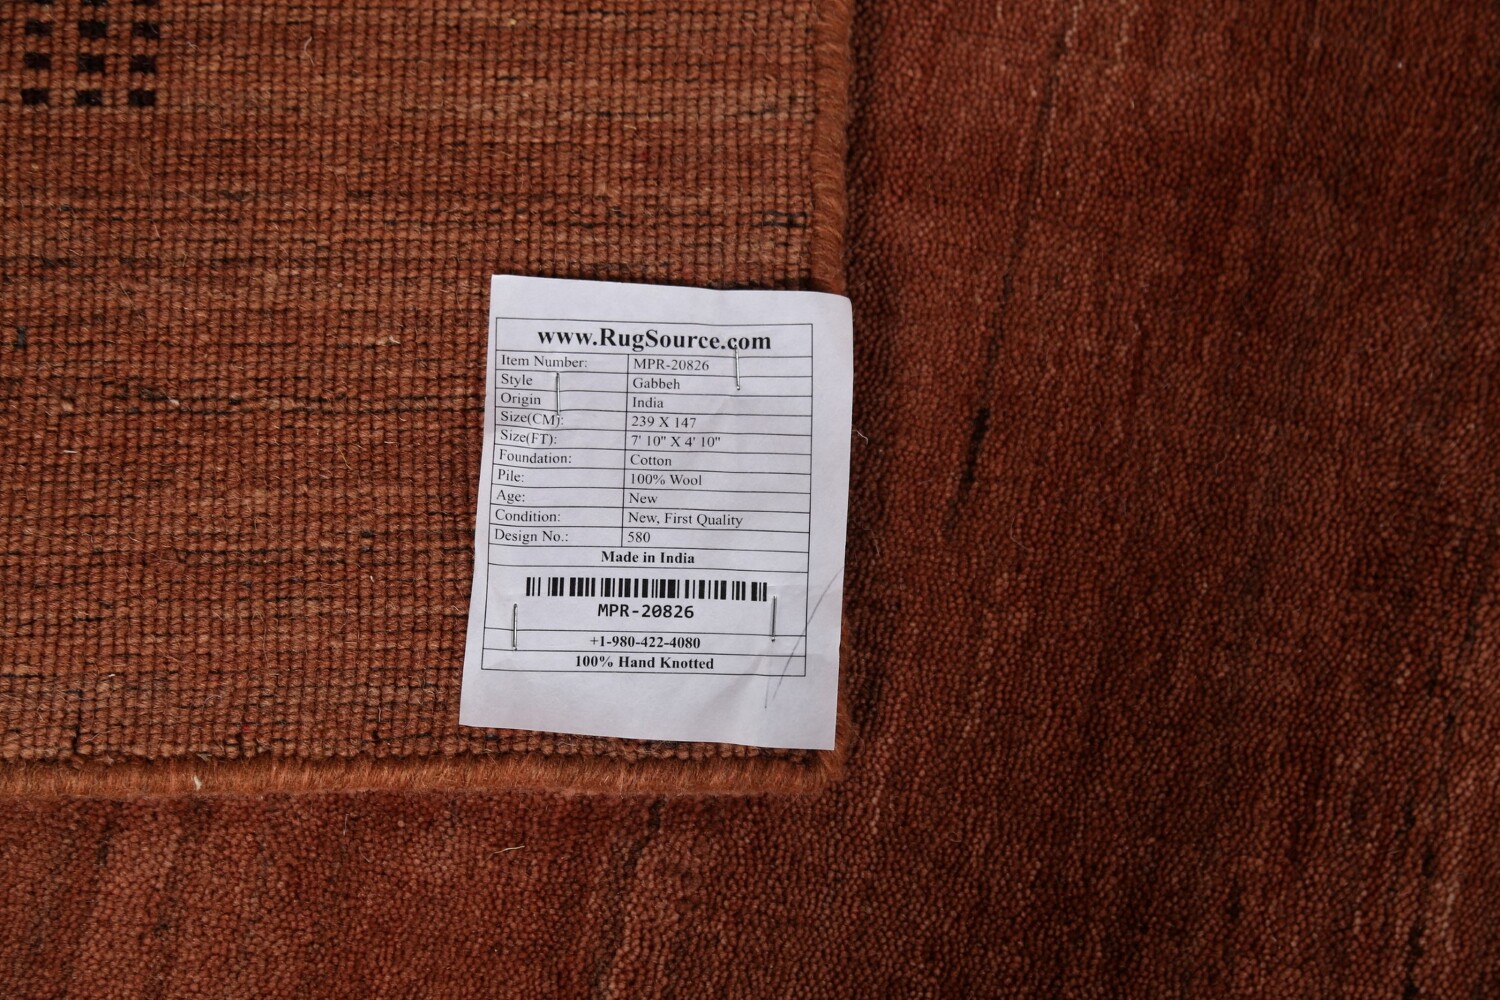 www.RugSource.com
Item Number: MPR-20826
Style Gabbeh
Origin India
Size(CM): 239 X 147
Size(FT): 7' 10" X 4' 10"
Foundation: Cotton
Pile: 100% Wool
Age: New
Condition: New, First Quality
Design No.: 580
Made in India
MPR-20826
+1-980-422-4080
100% Hand Knotted